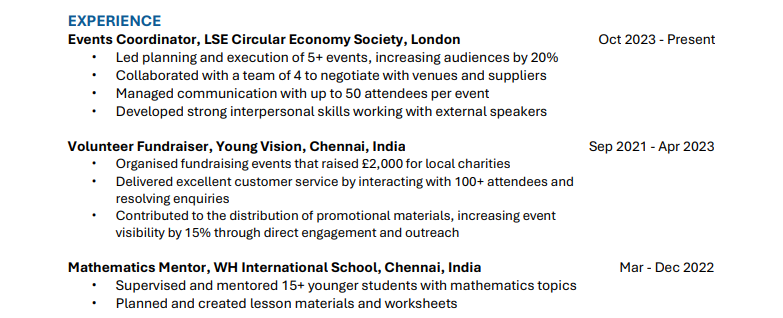 EXPERIENCE
Events Coordinator, LSE Circular Economy Society, London Oct 2023 - Present
• Led planning and execution of 5+ events, increasing audiences by 20%
• Collaborated with a team of 4 to negotiate with venues and suppliers
• Managed communication with up to 50 attendees per event
• Developed strong interpersonal skills working with external speakers
Volunteer Fundraiser, Young Vision, Chennai, India Sep 2021 - Apr 2023
• Organised fundraising events that raised £2,000 for local charities
• Delivered excellent customer service by interacting with 100+ attendees and
resolving enquiries
• Contributed to the distribution of promotional materials, increasing event
visibility by 15% through direct engagement and outreach
Mathematics Mentor, WH International School, Chennai, India Mar - Dec 2022
• Supervised and mentored 15+ younger students with mathematics topics
• Planned and created lesson materials and worksheets